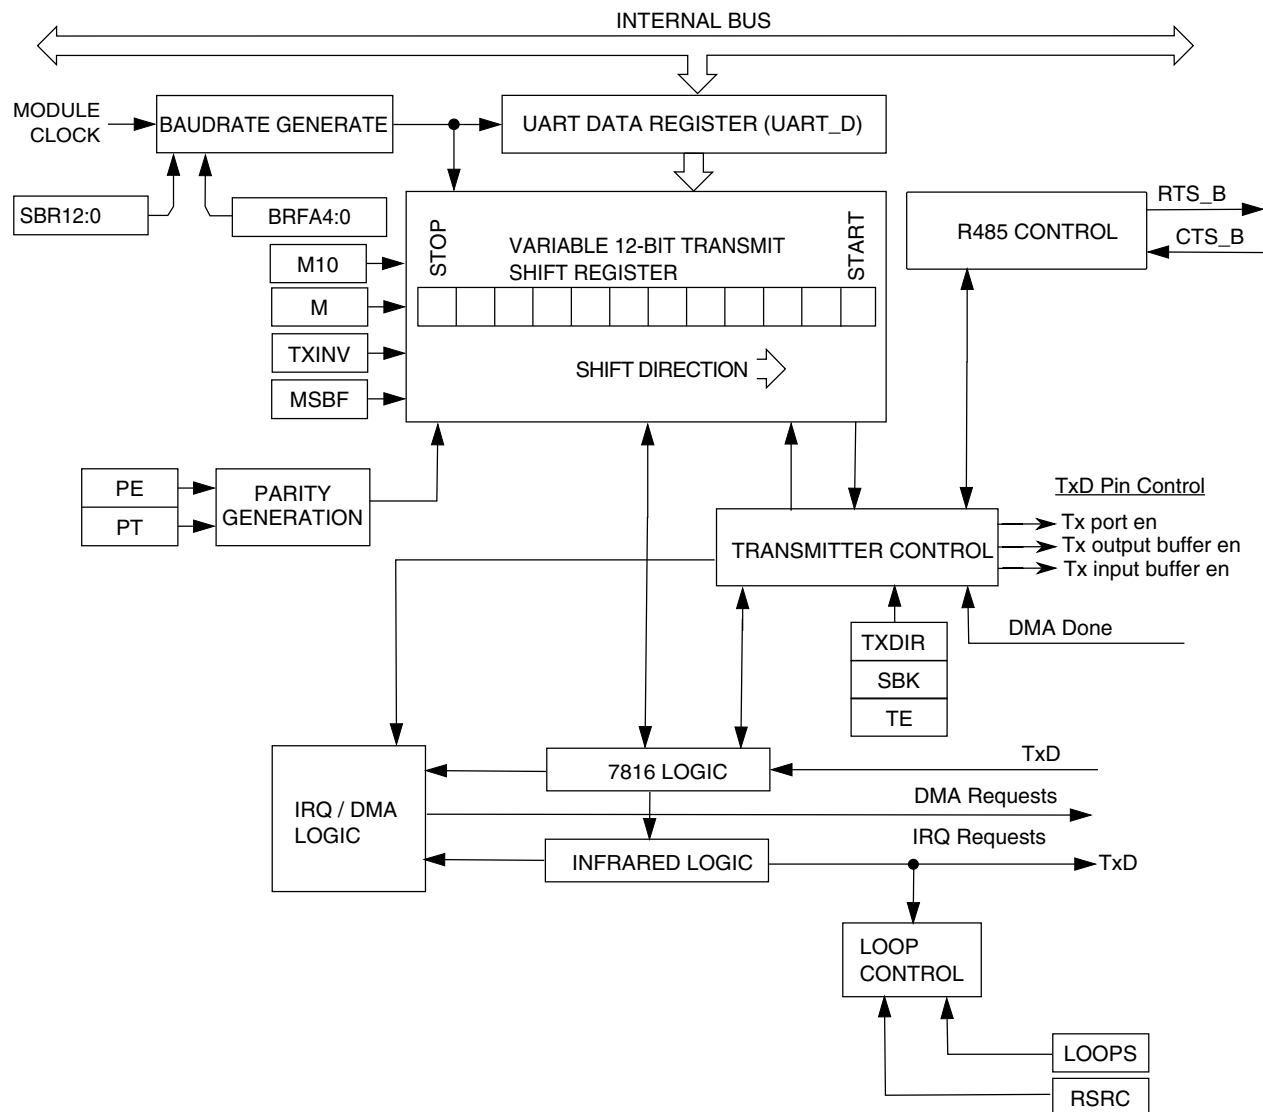 INTERNAL BUS
MODULE
CLOCK
BAUDRATE GENERATE
UART DATA REGISTER (UART_D)
SBR12:0
BRFA4:0
STOP
VARIABLE 12-BIT TRANSMIT
SHIFT REGISTER
START
R485 CONTROL
RTS_B
CTS_B
M10
M
TXINV
MSBF
SHIFT DIRECTION
PE
PT
PARITY
GENERATION
TRANSMITTER CONTROL
TxD Pin Control
Tx port en
Tx output buffer en
Tx input buffer en
DMA Done
TXDIR
SBK
TE
IRQ / DMA
LOGIC
7816 LOGIC
TxD
DMA Requests
INFRARED LOGIC
IRQ Requests
TxD
LOOP
CONTROL
LOOPS
RSRC